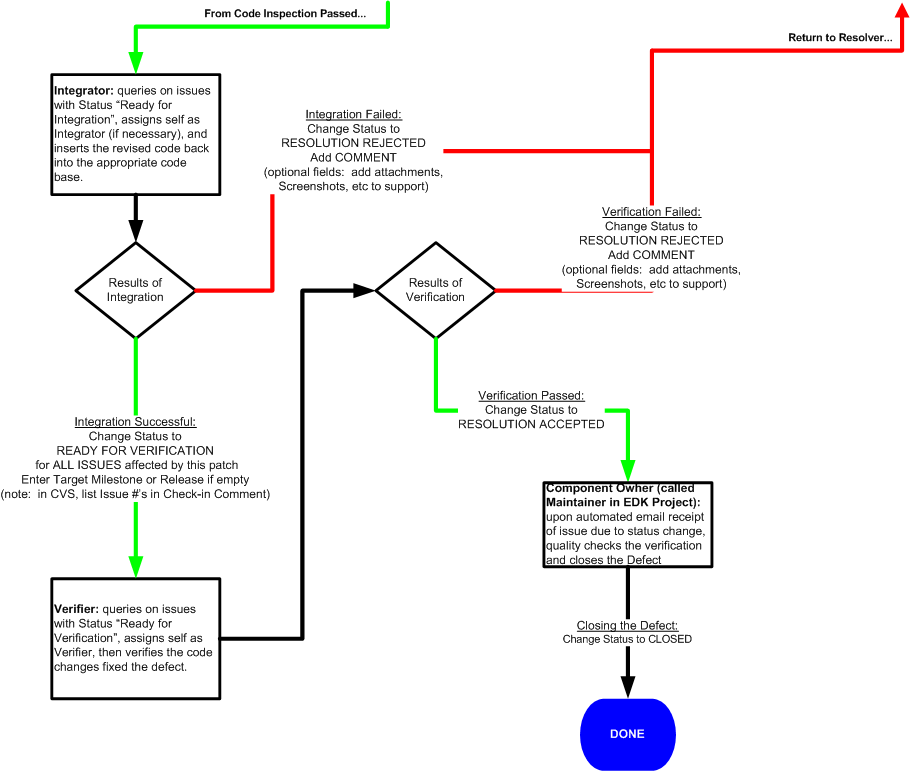 From Code Inspection Passed...
Return to Resolver...
Integrator: queries on issues
with Status “Ready for
Integration”, assigns self as
Integrator (if necessary), and
inserts the revised code back
into the appropriate code
base.
Integration Failed:
Change Status to
RESOLUTION REJECTED
Add COMMENT
(optional fields:  add attachments,
Screenshots, etc to support)
Verification Failed:
Change Status to
RESOLUTION REJECTED
Add COMMENT
(optional fields:  add attachments,
Screenshots, etc to support)
Results of
Integration
Results of
Verification
Integration Successful:
Change Status to
READY FOR VERIFICATION
for ALL ISSUES affected by this patch
Enter Target Milestone or Release if empty
(note:  in CVS, list Issue #’s in Check-in Comment)
Verification Passed:
Change Status to
RESOLUTION ACCEPTED
Component Owner (called
Maintainer in EDK Project):
upon automated email receipt
of issue due to status change,
quality checks the verification
and closes the Defect
Verifier: queries on issues
with Status “Ready for
Verification”, assigns self as
Verifier, then verifies the code
changes fixed the defect.
Closing the Defect:
Change Status to CLOSED
DONE